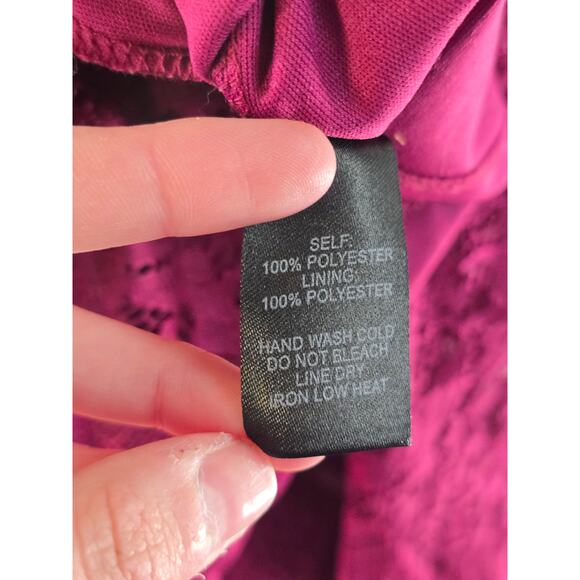 SELF:
100% POLYESTER
LINING:
100% POLYESTER
HAND WASH COLD
DO NOT BLEACH
LINE DRY
IRON LOW HEAT